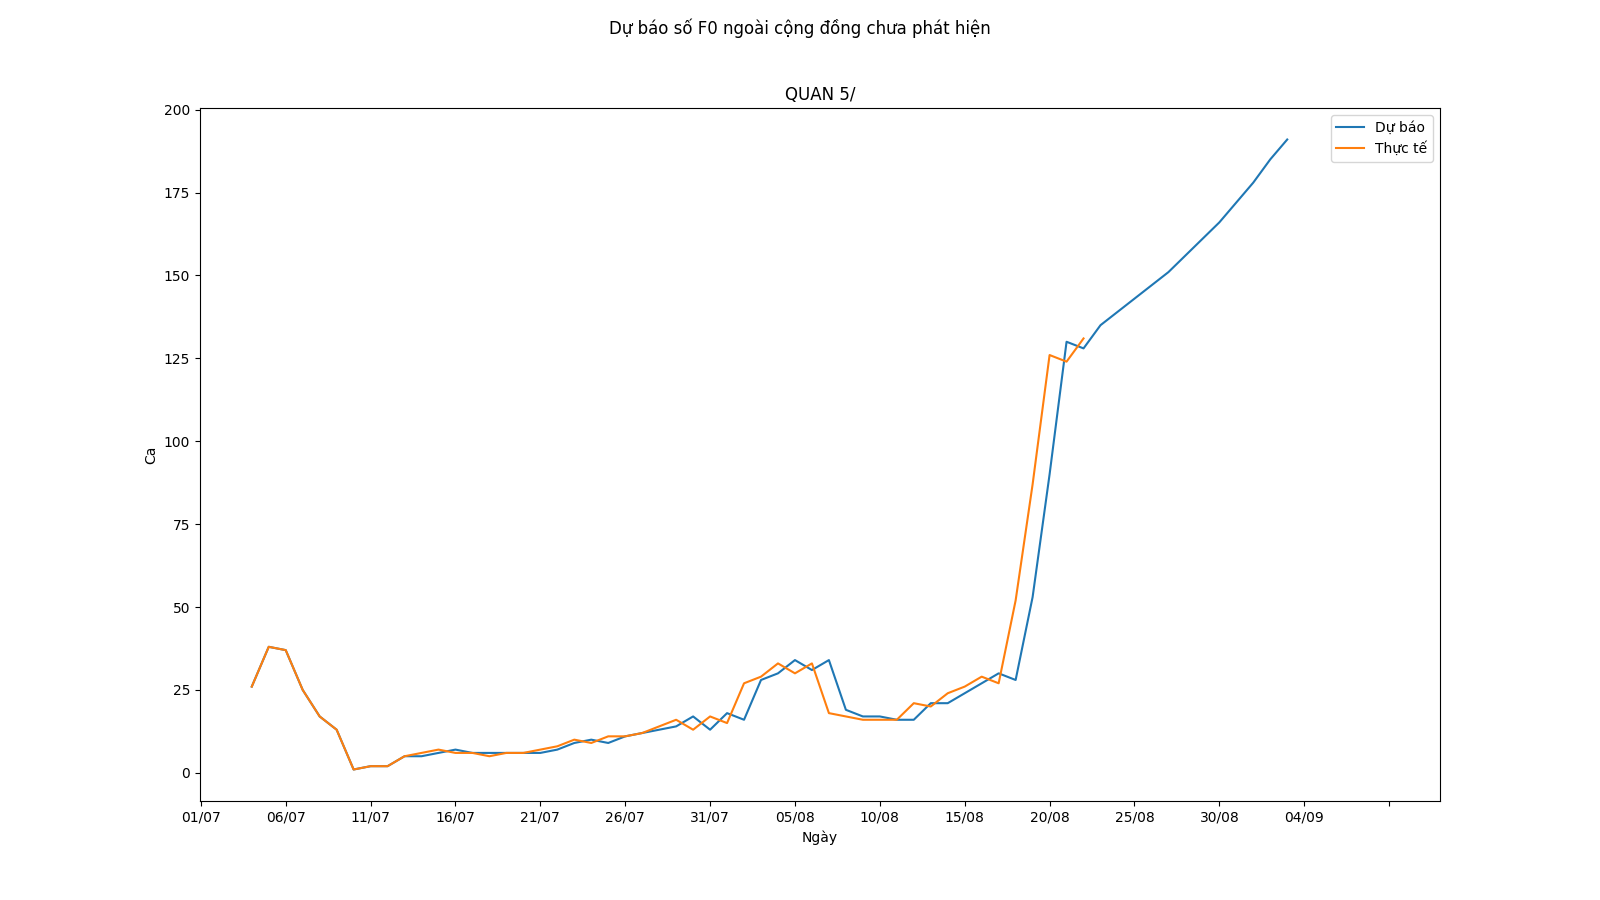 Dự báo số F0 ngoài cộng đồng chưa phát hiện
QUAN 5/
200
175
150
125
100
75
50
25
0
Ca
Dự báo
Thực tế
01/07 06/07 11/07 16/07 21/07 26/07 31/07 05/08 10/08 15/08 20/08 25/08 30/08 04/09
Ngày